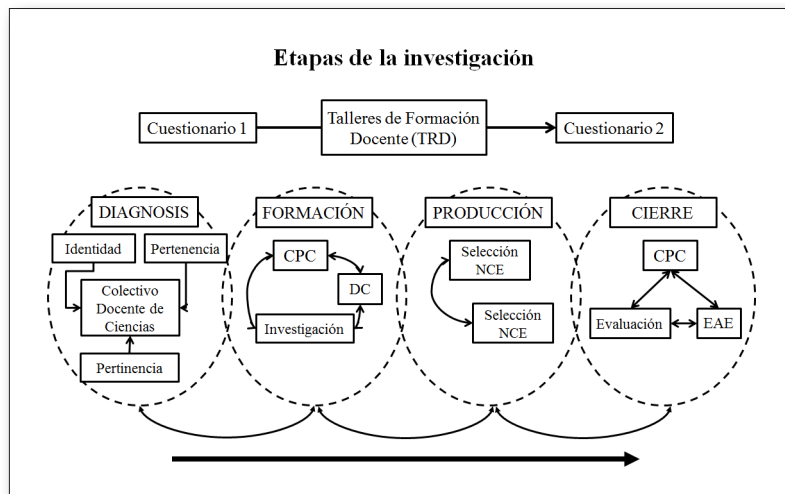 Etapas de la investigación
Cuestionario 1
Talleres de Formación
Docente (TRD)
Cuestionario 2
DIAGNOSIS
Identidad
Pertenencia
Colectivo
Docente de
Ciencias
Pertinencia
FORMACIÓN
CPC
DC
Investigación
PRODUCCIÓN
Selección
NCE
Selección
NCE
CIERRE
CPC
Evaluación
EAE